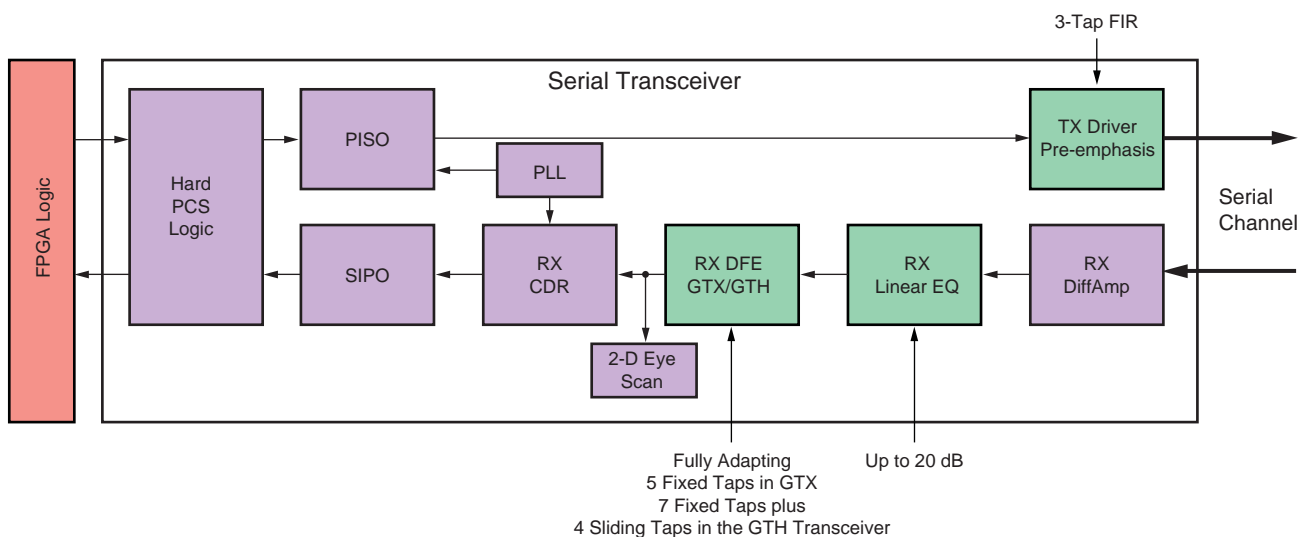 3-Tap FIR
Serial Transceiver
FPGA Logic
Hard
PCS
Logic
PISO
PLL
TX Driver
Pre-emphasis
Serial
Channel
SIPO
RX
CDR
RX DFE
GTX/GTH
RX
Linear EQ
RX
DiffAmp
2-D Eye
Scan
Fully Adapting
5 Fixed Taps in GTX
7 Fixed Taps plus
4 Sliding Taps in the GTH Transceiver
Up to 20 dB